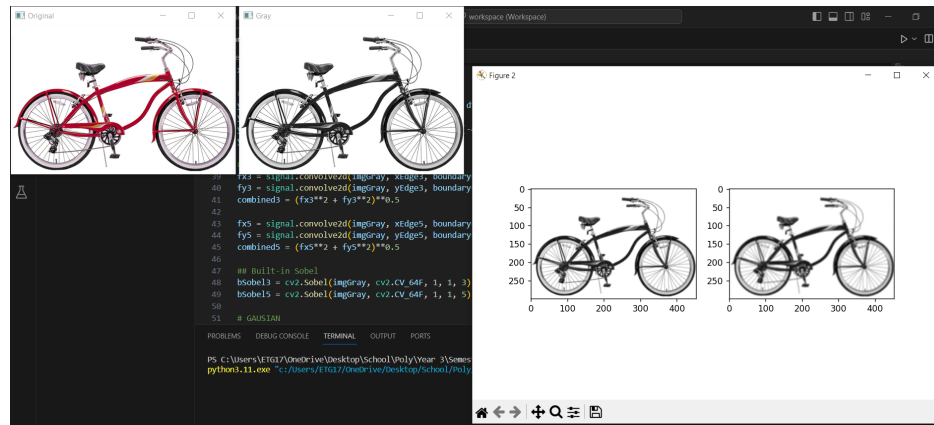 Original
Gray
workspace (Workspace)
39 fx3 = signal.convolve2d(imgGray, xEdge3, boundary
40 fy3 = signal.convolve2d(imgGray, yEdge3, boundary
41 combined3 = (fx3**2 + fy3**2)**0.5
42
43 fx5 = signal.convolve2d(imgGray, xEdge5, boundary
44 fy5 = signal.convolve2d(imgGray, yEdge5, boundary
45 combined5 = (fx5**2 + fy5**2)**0.5
46
47 ## Built-in Sobel
48 bSobel3 = cv2.Sobel(imgGray, cv2.CV_64F, 1, 1, 3)
49 bSobel5 = cv2.Sobel(imgGray, cv2.CV_64F, 1, 1, 5)
50
51 # GAUSIAN
PROBLEMS DEBUG CONSOLE TERMINAL OUTPUT PORTS
PS C:\Users\ETG17\OneDrive\Desktop\School\Poly\Year 3\Semes
python3.11.exe "c:/Users/ETG17/OneDrive/Desktop/School/Poly
Figure 2
0
50
100
150
200
250
0 100 200 300 400
0
50
100
150
200
250
0 100 200 300 400